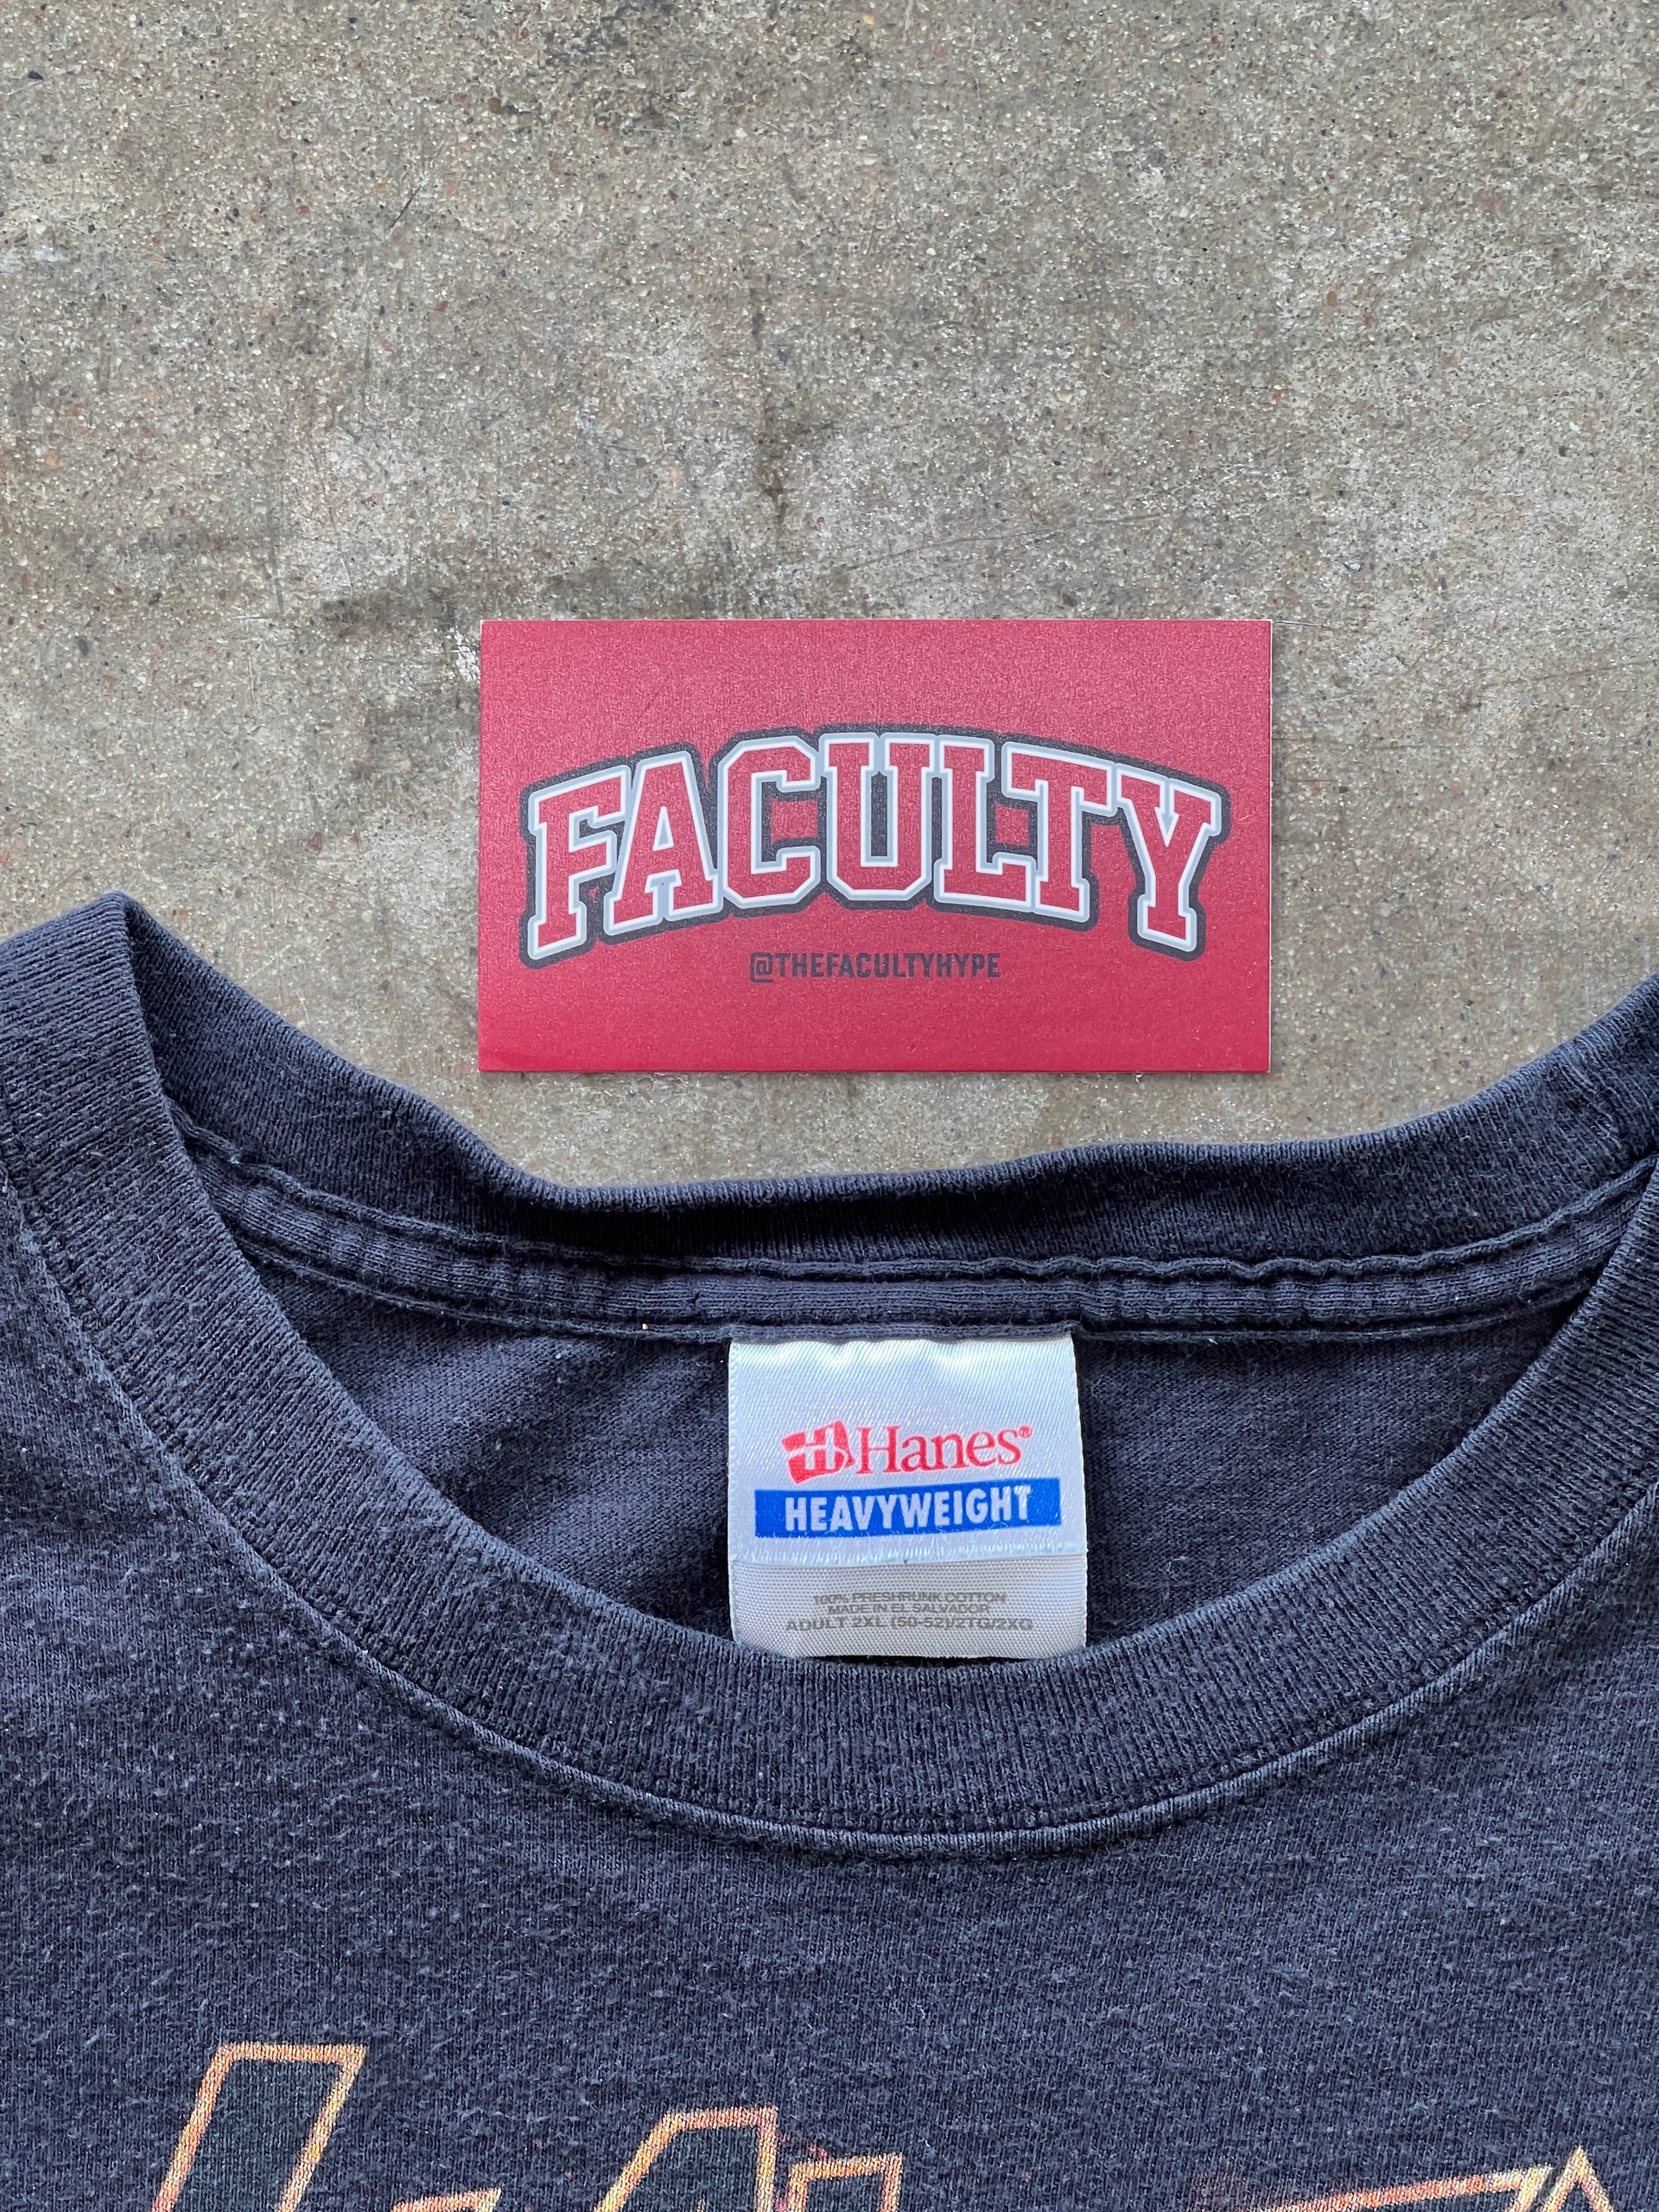 FACULTY
@THEFACULTYHYPE
Hanes®
HEAVYWEIGHT
100% PRESHRUNK COTTON
MADE IN EL SALVADOR
ADULT 2XL (50-52)/2TG/2XG